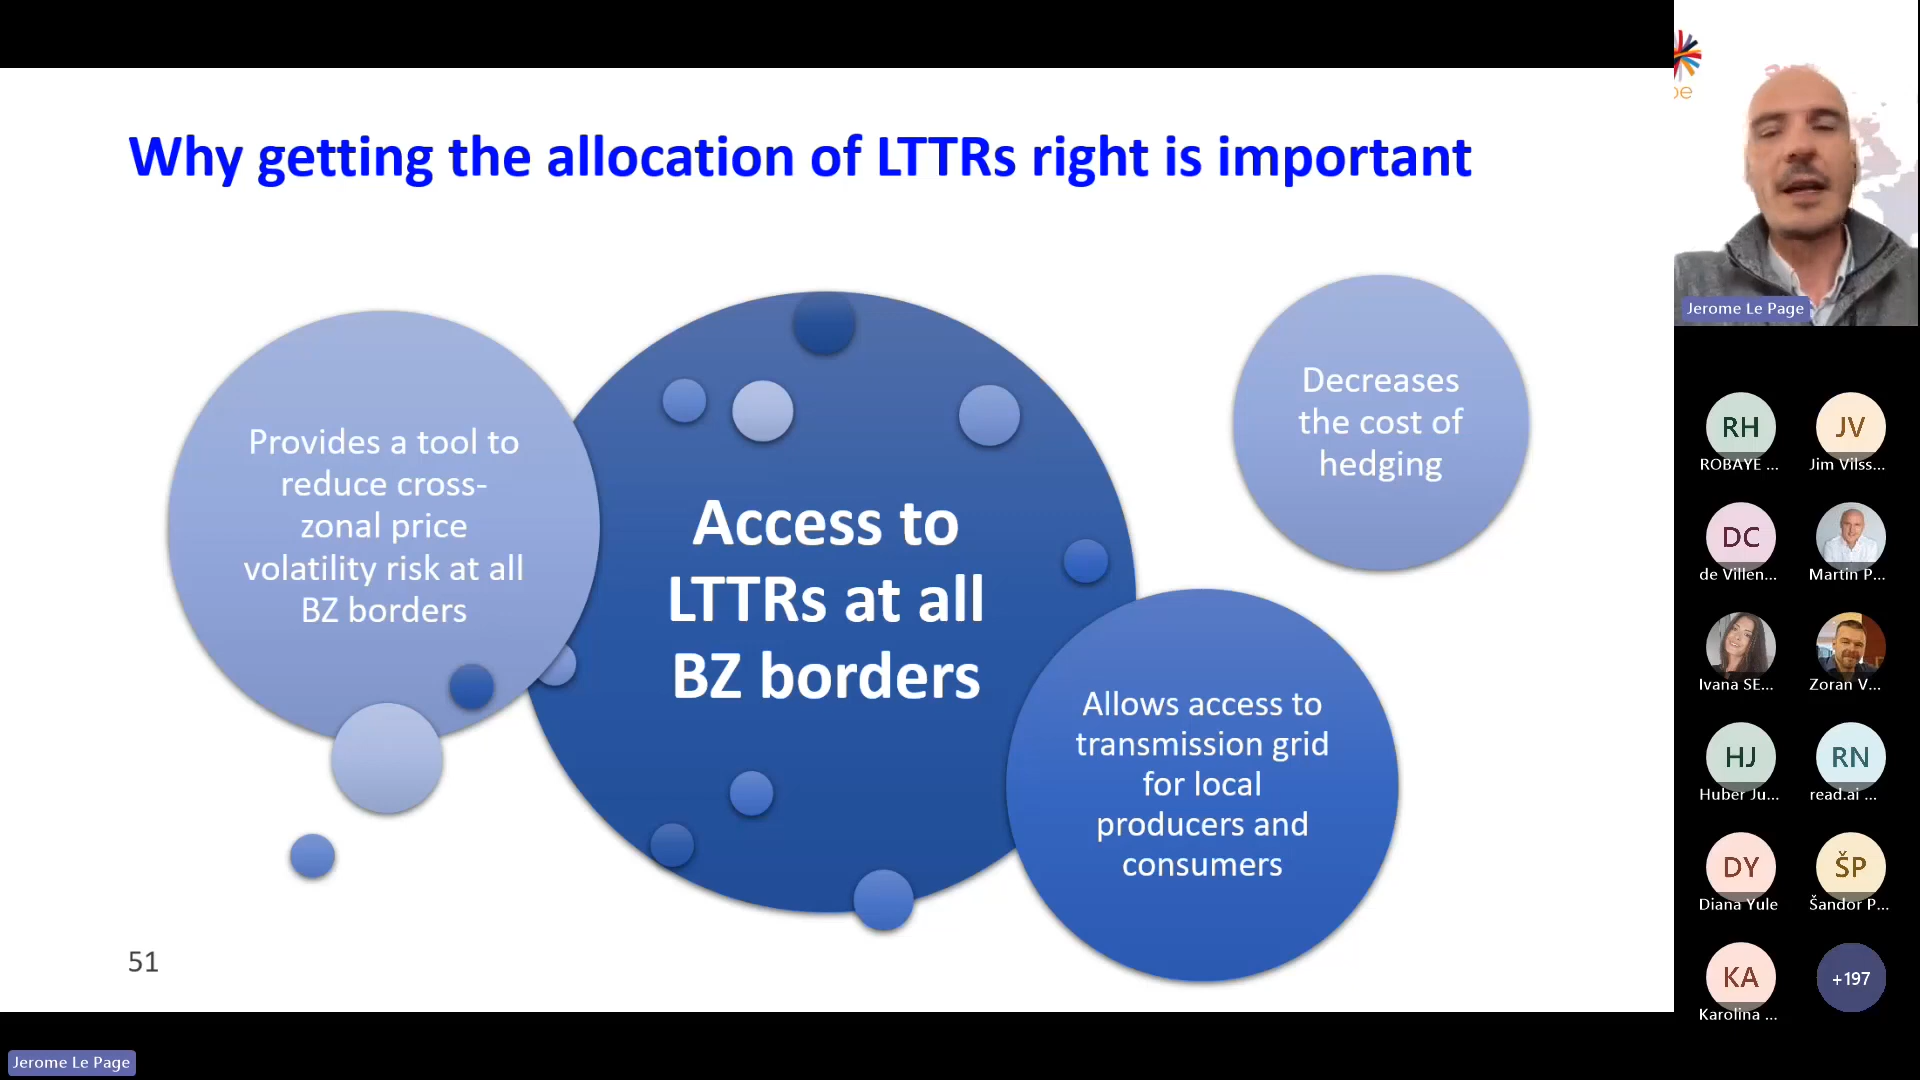 Why getting the allocation of LTTRs right is important
Provides a tool to
reduce cross-
zonal price
volatility risk at all
BZ borders
Access to
LTTRs at all
BZ borders
Decreases
the cost of
hedging
Allows access to
transmission grid
for local
producers and
consumers
51
Jerome Le Page
pe
Jerome Le Page
RH
ROBAYE ...
JV
Jim Vilss...
DC
de Villen...
Martin P...
Ivana SE...
Zoran V...
HJ
Huber Ju...
RN
read.ai ...
DY
Diana Yule
ŠP
Šandor P...
KA
Karolina ...
+197